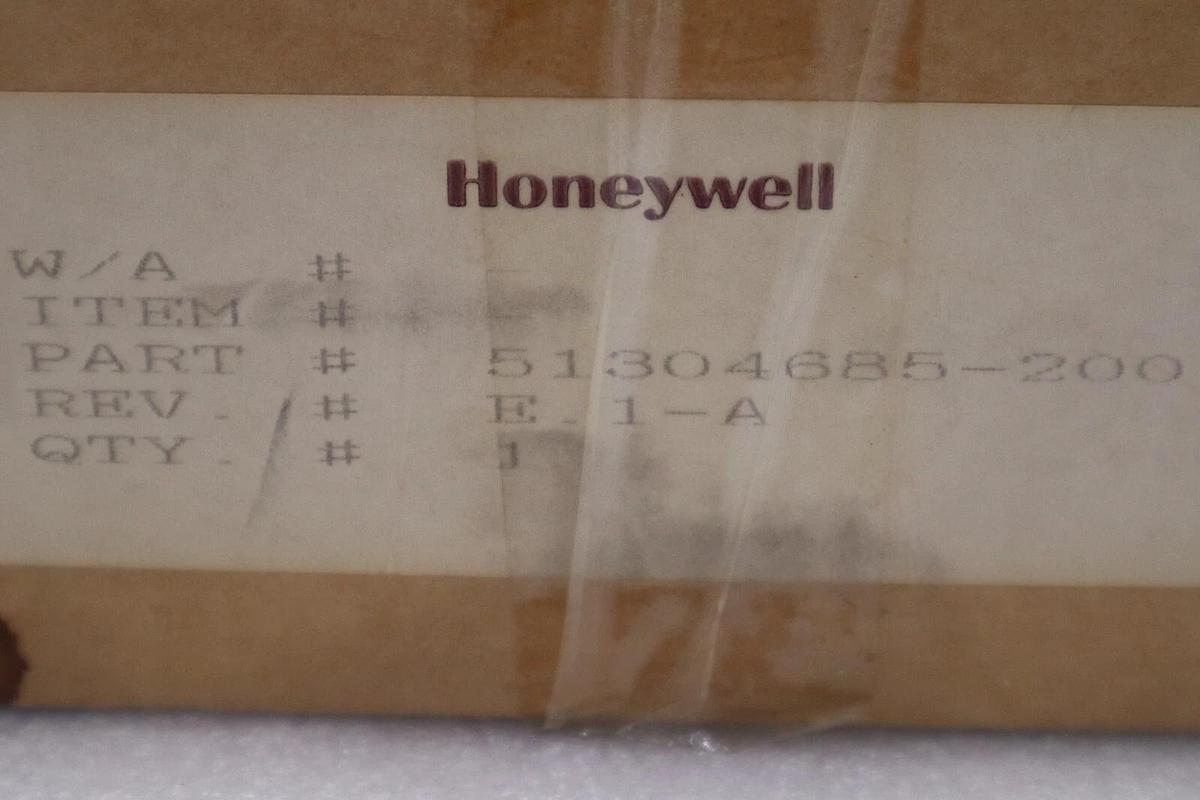 Honeywell
W/A #
ITEM #
PART # 51304685-200
REV. # E.1-A
QTY. # 1